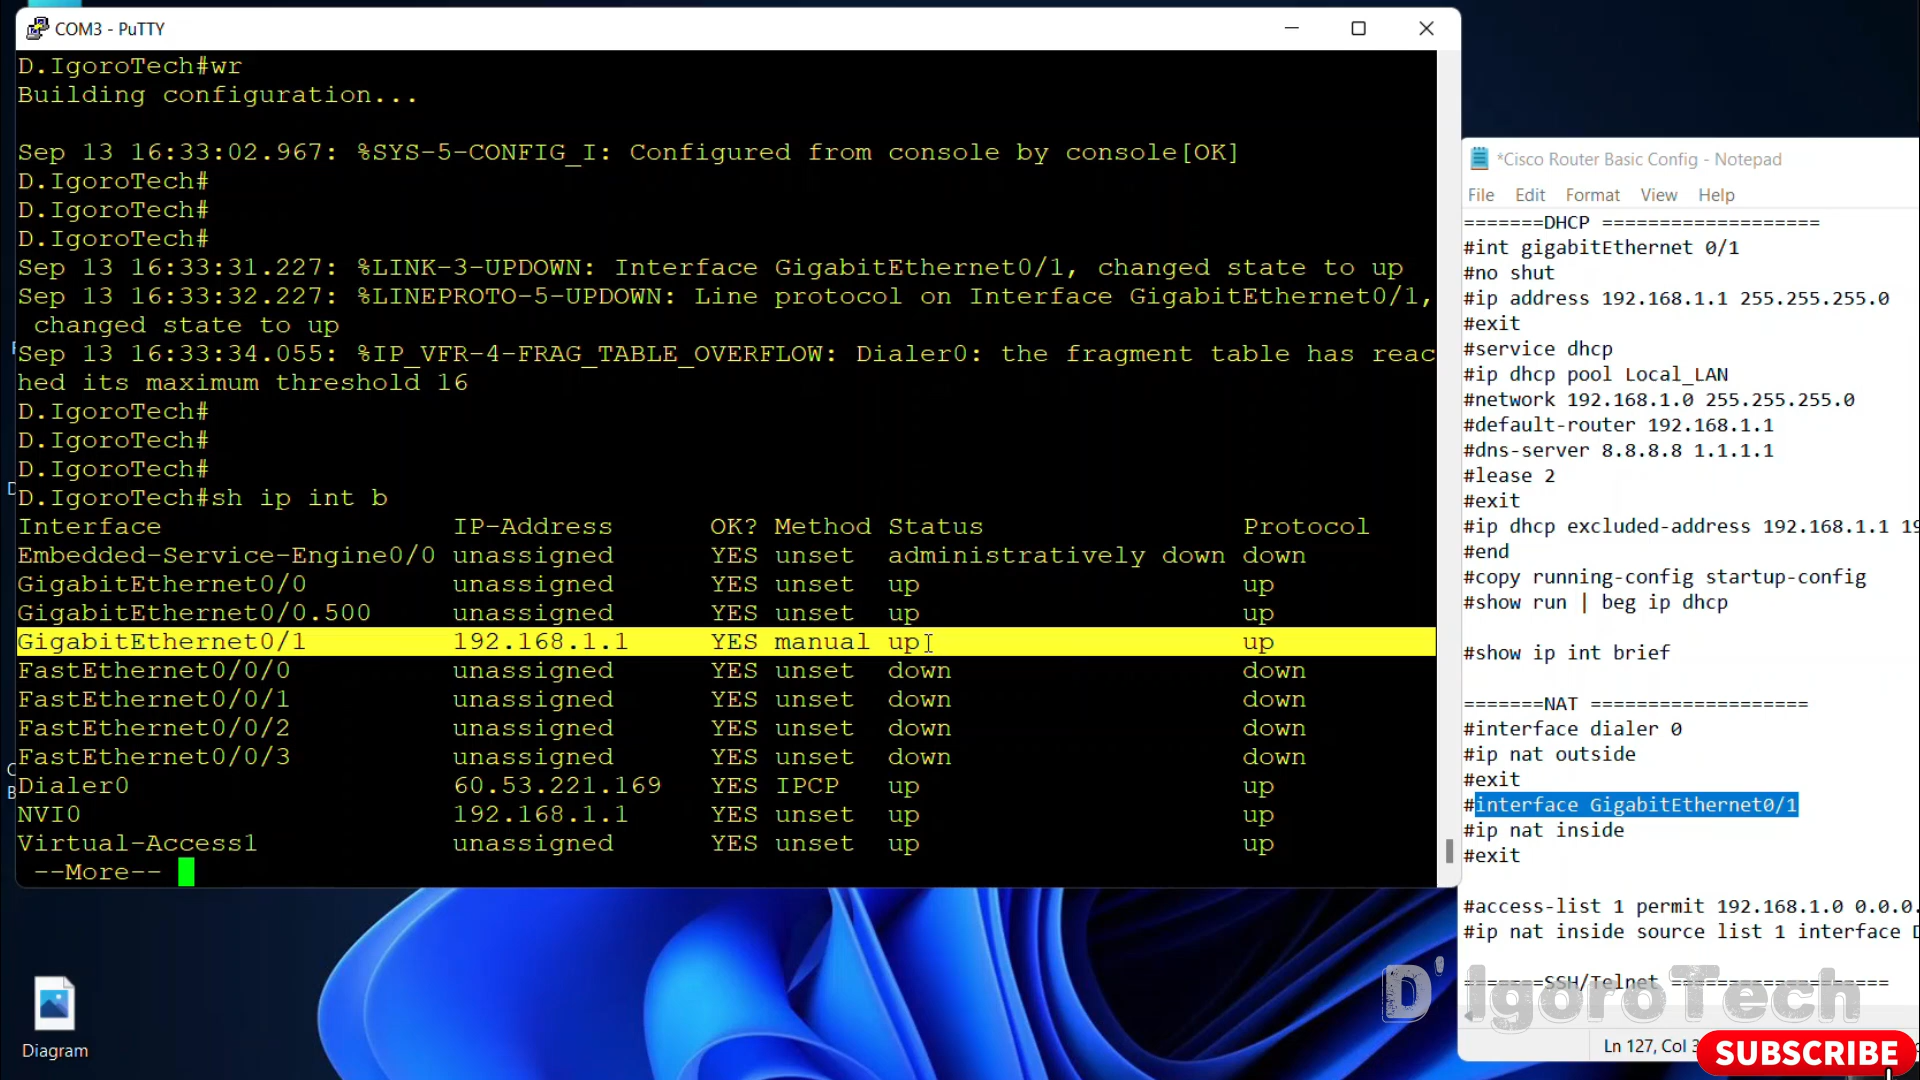 COM3 - PuTTY
D.IgoroTech#wr
Building configuration...
Sep 13 16:33:02.967: %SYS-5-CONFIG_I: Configured from console by console[OK]
D.IgoroTech#
D.IgoroTech#
D.IgoroTech#
Sep 13 16:33:31.227: %LINK-3-UPDOWN: Interface GigabitEthernet0/1, changed state to up
Sep 13 16:33:32.227: %LINEPROTO-5-UPDOWN: Line protocol on Interface GigabitEthernet0/1,
changed state to up
Sep 13 16:33:34.055: %IP_VFR-4-FRAG_TABLE_OVERFLOW: Dialer0: the fragment table has reac
hed its maximum threshold 16
D.IgoroTech#
D.IgoroTech#
D.IgoroTech#
D.IgoroTech#sh ip int b
Interface IP-Address OK? Method Status Protocol
Embedded-Service-Engine0/0 unassigned YES unset administratively down down
GigabitEthernet0/0 unassigned YES unset up up
GigabitEthernet0/0.500 unassigned YES unset up up
GigabitEthernet0/1 192.168.1.1 YES manual up up
FastEthernet0/0/0 unassigned YES unset down down
FastEthernet0/0/1 unassigned YES unset down down
FastEthernet0/0/2 unassigned YES unset down down
FastEthernet0/0/3 unassigned YES unset down down
Dialer0 60.53.221.169 YES IPCP up up
NVI0 192.168.1.1 YES unset up up
Virtual-Access1 unassigned YES unset up up
--More--
*Cisco Router Basic Config - Notepad
File Edit Format View Help
=======DHCP ===================
#int gigabitEthernet 0/1
#no shut
#ip address 192.168.1.1 255.255.255.0
#exit
#service dhcp
#ip dhcp pool Local_LAN
#network 192.168.1.0 255.255.255.0
#default-router 192.168.1.1
#dns-server 8.8.8.8 1.1.1.1
#lease 2
#exit
#ip dhcp excluded-address 192.168.1.1 19
#end
#copy running-config startup-config
#show run | beg ip dhcp
#show ip int brief
=======NAT ===================
#interface dialer 0
#ip nat outside
#exit
#interface GigabitEthernet0/1
#ip nat inside
#exit
#access-list 1 permit 192.168.1.0 0.0.0.
#ip nat inside source list 1 interface D
======SSH/Telnet ===================
D'IgoroTech
Ln 127, Col
SUBSCRIBE
Diagram